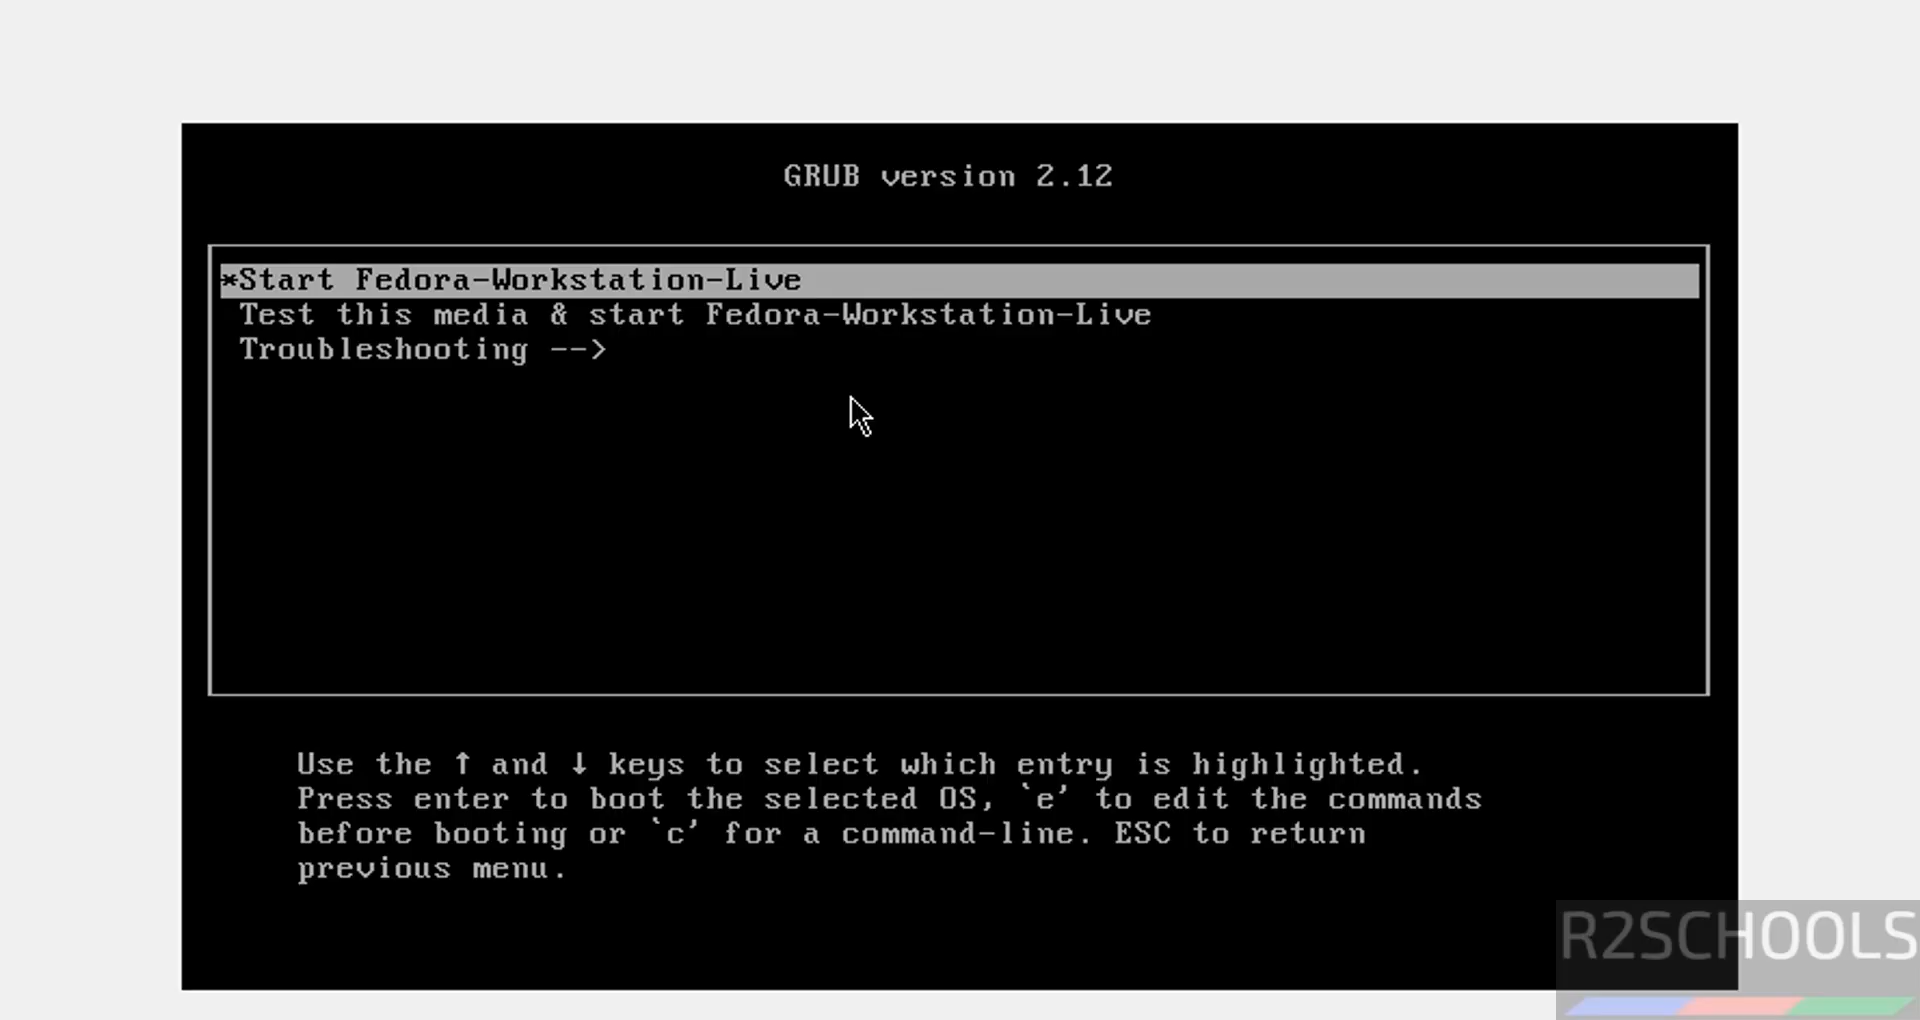 GRUB version 2.12
*Start Fedora-Workstation-Live
Test this media & start Fedora-Workstation-Live
Troubleshooting -->
Use the ↑ and ↓ keys to select which entry is highlighted.
Press enter to boot the selected OS, `e' to edit the commands
before booting or `c' for a command-line. ESC to return
previous menu.
R2SCHOOLS